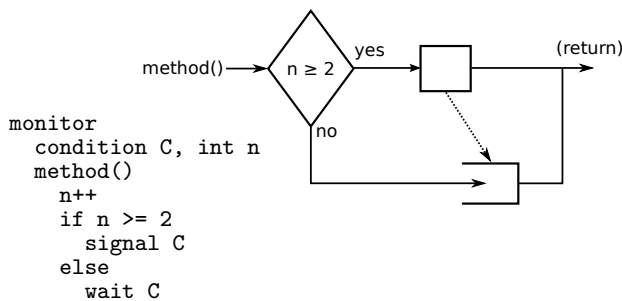 method()
n ≥ 2
yes
(return)
no
monitor
condition C, int n
method()
n++
if n >= 2
signal C
else
wait C